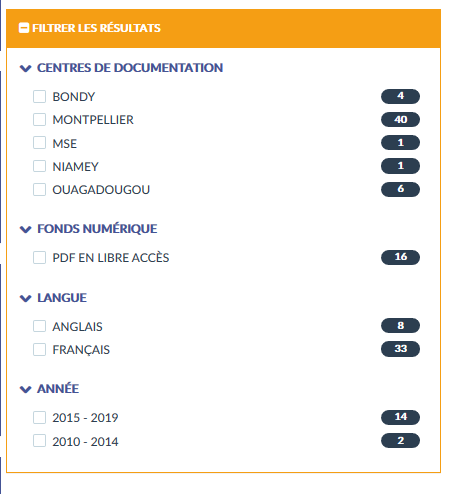 FILTRER LES RÉSULTATS
CENTRES DE DOCUMENTATION
BONDY 4
MONTPELLIER 40
MSE 1
NIAMEY 1
OUAGADOUGOU 6
FONDS NUMÉRIQUE
PDF EN LIBRE ACCÈS 16
LANGUE
ANGLAIS 8
FRANÇAIS 33
ANNÉE
2015 - 2019 14
2010 - 2014 2